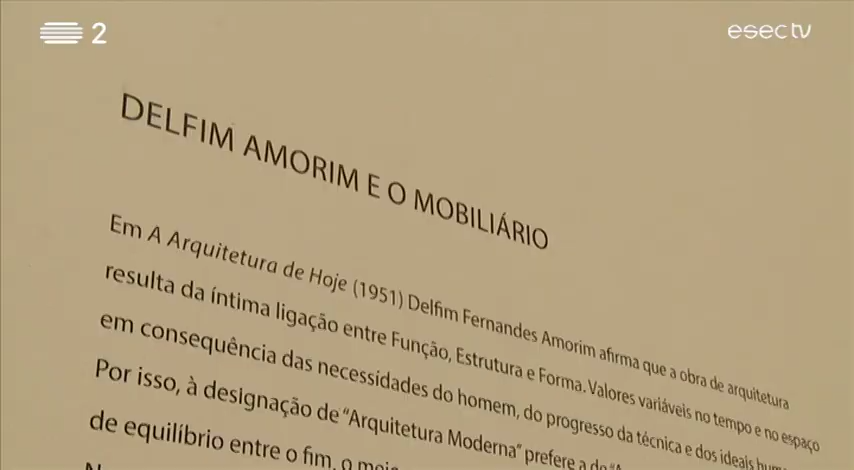 2
esectv
DELFIM AMORIM E O MOBILIÁRIO
Em A Arquitetura de Hoje (1951) Delfim Fernandes Amorim afirma que a obra de arquitetura
resulta da íntima ligação entre Função, Estrutura e Forma. Valores variáveis no tempo e no espaço
em consequência das necessidades do homem, do progresso da técnica e dos ideais
Por isso, à designação de “Arquitetura Moderna” prefere a de
de equilíbrio entre o fim, o